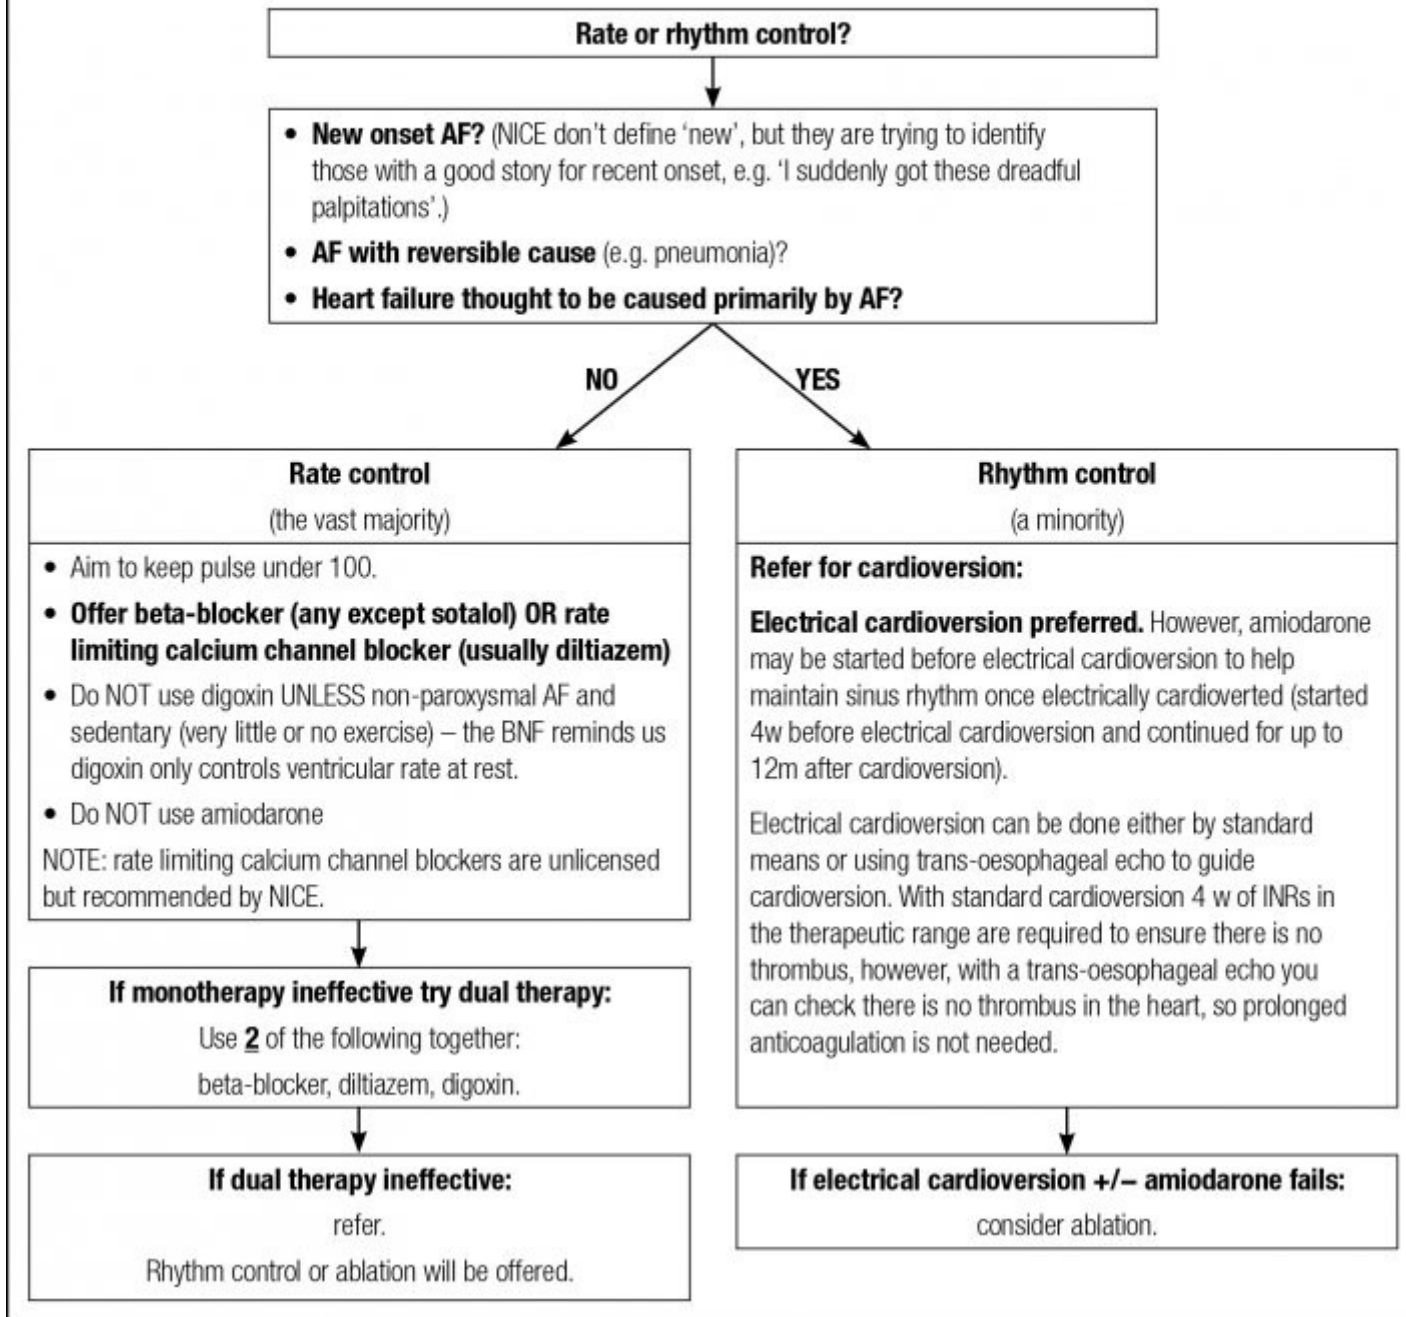 Rate or rhythm control?
• New onset AF? (NICE don't define 'new', but they are trying to identify
those with a good story for recent onset, e.g. 'I suddenly got these dreadful
palpitations'.)
• AF with reversible cause (e.g. pneumonia)?
• Heart failure thought to be caused primarily by AF?
NO
YES
Rate control
(the vast majority)
• Aim to keep pulse under 100.
• Offer beta-blocker (any except sotalol) OR rate
limiting calcium channel blocker (usually diltiazem)
• Do NOT use digoxin UNLESS non-paroxysmal AF and
sedentary (very little or no exercise) – the BNF reminds us
digoxin only controls ventricular rate at rest.
• Do NOT use amiodarone
NOTE: rate limiting calcium channel blockers are unlicensed
but recommended by NICE.
If monotherapy ineffective try dual therapy:
Use 2 of the following together:
beta-blocker, diltiazem, digoxin.
If dual therapy ineffective:
refer.
Rhythm control or ablation will be offered.
Rhythm control
(a minority)
Refer for cardioversion:
Electrical cardioversion preferred. However, amiodarone
may be started before electrical cardioversion to help
maintain sinus rhythm once electrically cardioverted (started
4w before electrical cardioversion and continued for up to
12m after cardioversion).
Electrical cardioversion can be done either by standard
means or using trans-oesophageal echo to guide
cardioversion. With standard cardioversion 4 w of INRs in
the therapeutic range are required to ensure there is no
thrombus, however, with a trans-oesophageal echo you
can check there is no thrombus in the heart, so prolonged
anticoagulation is not needed.
If electrical cardioversion +/− amiodarone fails:
consider ablation.